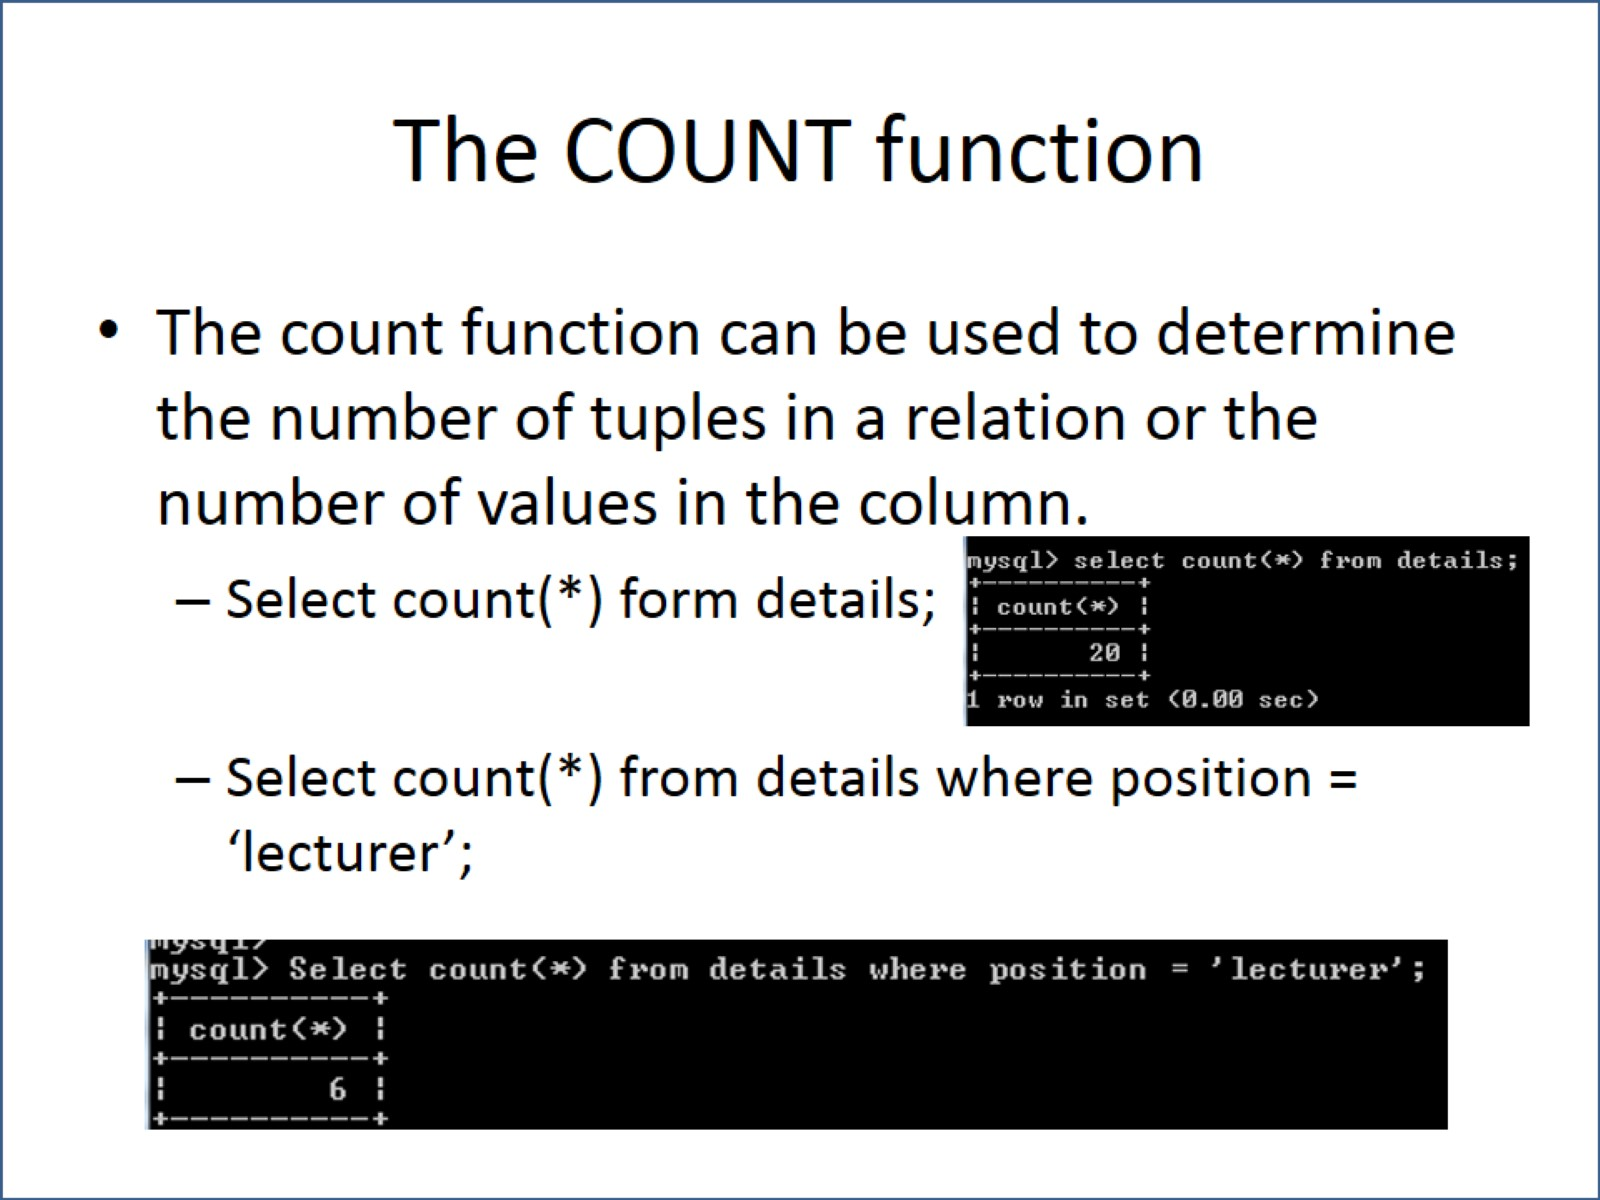 The COUNT function
• The count function can be used to determine
the number of tuples in a relation or the
number of values in the column.
– Select count(*) form details;
mysql> select count(*) from details;
+----------+
| count(*) |
+----------+
|       20 |
+----------+
1 row in set (0.00 sec)
– Select count(*) from details where position =
‘lecturer’;
mysql>
mysql> Select count(*) from details where position = 'lecturer';
+----------+
| count(*) |
+----------+
|        6 |
+----------+